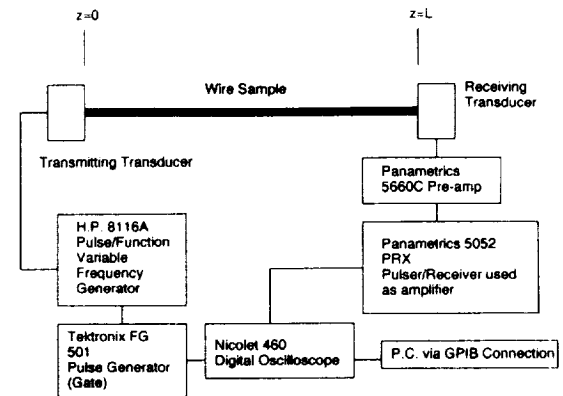 z=0
z=L
Wire Sample
Receiving
Transducer
Transmitting Transducer
Panametrics
5660C Pre-amp
H.P. 8116A
Pulse/Function
Variable
Frequency
Generator
Panametrics 5052
PRX
Pulser/Receiver used
as amplifier
Tektronix FG
501
Pulse Generator
(Gate)
Nicolet 460
Digital Oscilloscope
P.C. via GPIB Connection